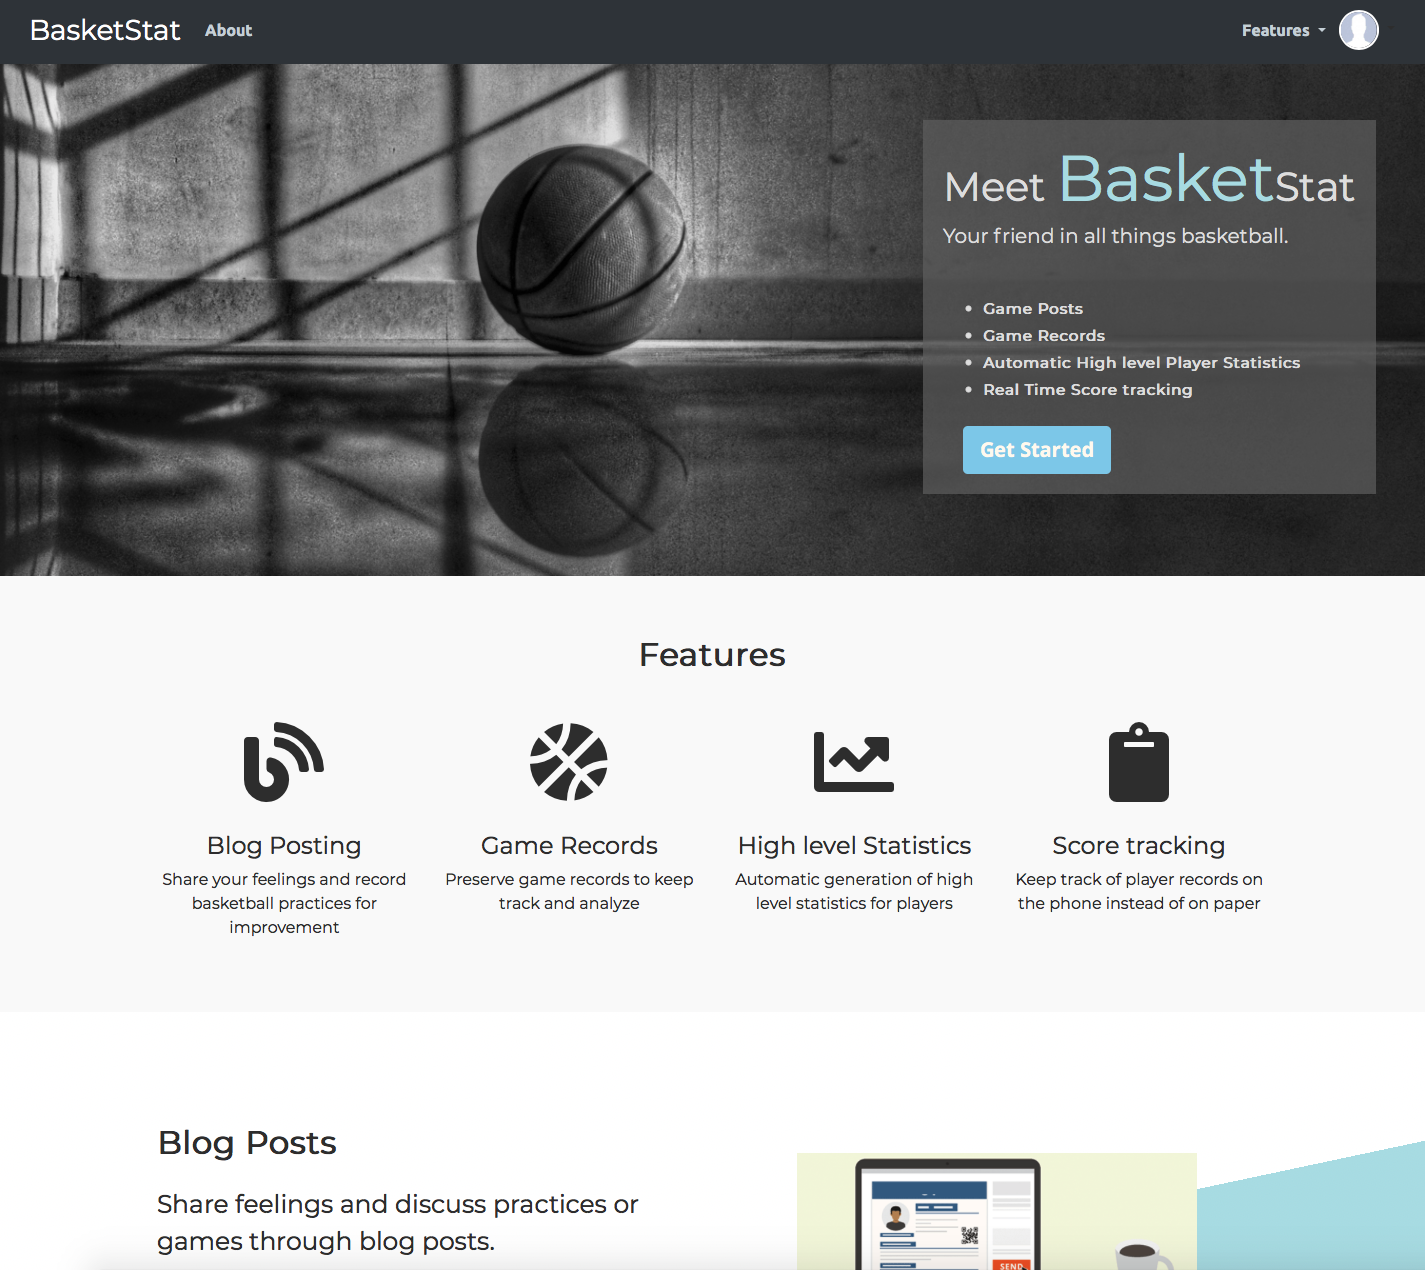 BasketStat About Features
Meet BasketStat
Your friend in all things basketball.
Game Posts
Game Records
Automatic High level Player Statistics
Real Time Score tracking
Get Started
Features
Blog Posting
Share your feelings and record
basketball practices for
improvement
Game Records
Preserve game records to keep
track and analyze
High level Statistics
Automatic generation of high
level statistics for players
Score tracking
Keep track of player records on
the phone instead of on paper
Blog Posts
Share feelings and discuss practices or
games through blog posts.
SEND